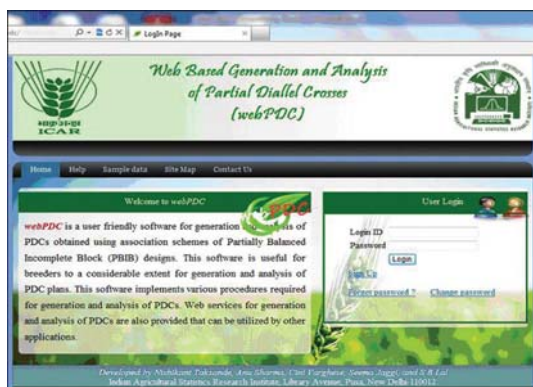 LogIn Page
Web Based Generation and Analysis
of Partial Diallel Crosses
(webPDC)
ICAR
Home Help Sample data Site Map Contact Us
Welcome to webPDC
PDC
webPDC is a user friendly software for generation of
PDCs obtained using association schemes of Partially Balanced
Incomplete Block (PBIB) designs. This software is useful for
breeders to a considerable extent for generation and analysis of
PDC plans. This software implements various procedures required
for generation and analysis of PDCs. Web services for generation
and analysis of PDCs are also provided that can be utilized by other
applications.
User Login
Login ID
Password
Login
Sign Up
Forget password ? Change password
Developed by Nishikant Taksande, Anu Sharma, Cini Varghese, Seema Jaggi, and S B Lal
Indian Agricultural Statistics Research Institute, Library Avenue, Pusa, New Delhi 110012